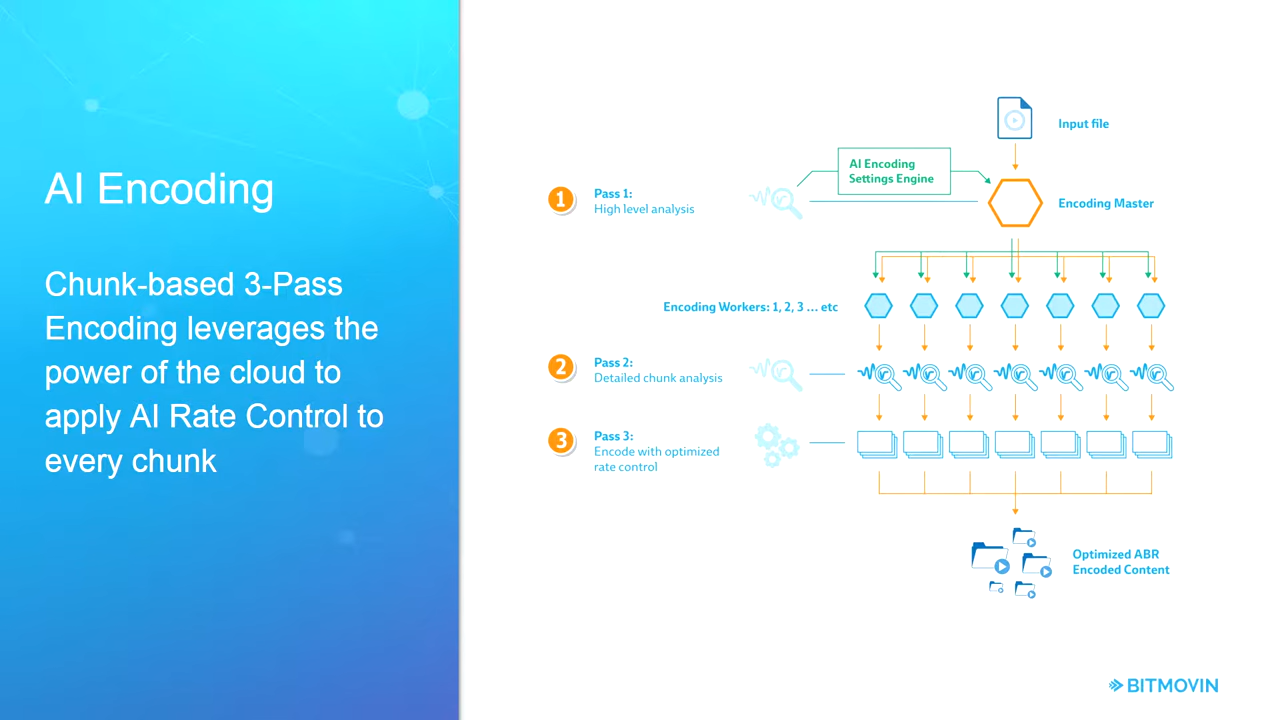 AI Encoding
Chunk-based 3-Pass
Encoding leverages the
power of the cloud to
apply AI Rate Control to
every chunk
Input file
AI Encoding
Settings Engine
1
Pass 1:
High level analysis
Encoding Master
Encoding Workers: 1, 2, 3 ... etc
2
Pass 2:
Detailed chunk analysis
3
Pass 3:
Encode with optimized
rate control
Optimized ABR
Encoded Content
BITMOVIN